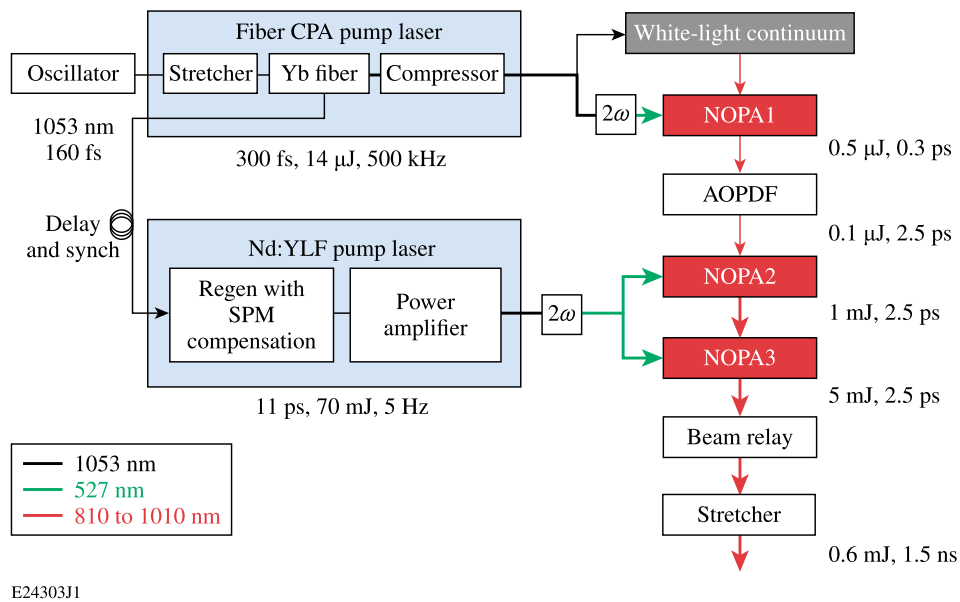 Fiber CPA pump laser
White-light continuum
Oscillator
Stretcher
Yb fiber
Compressor
2ω
NOPA1
1053 nm
160 fs
300 fs, 14 μJ, 500 kHz
0.5 μJ, 0.3 ps
AOPDF
Delay
and synch
0.1 μJ, 2.5 ps
Nd:YLF pump laser
NOPA2
Regen with
SPM
compensation
Power
amplifier
2ω
1 mJ, 2.5 ps
NOPA3
11 ps, 70 mJ, 5 Hz
5 mJ, 2.5 ps
Beam relay
1053 nm
527 nm
810 to 1010 nm
Stretcher
0.6 mJ, 1.5 ns
E24303J1